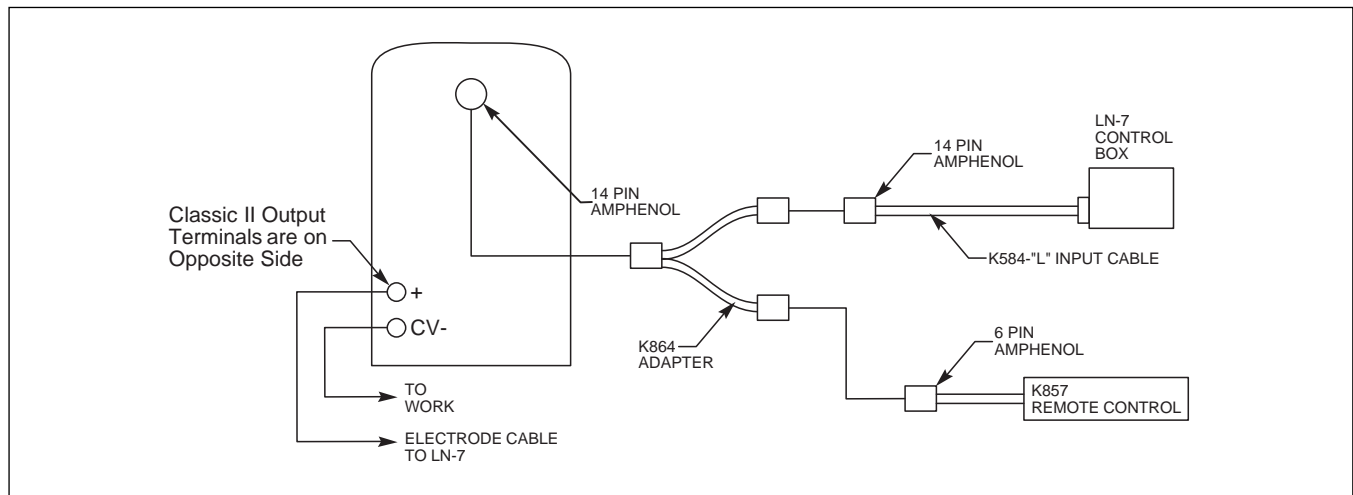 LN-7
CONTROL
BOX
14 PIN
AMPHENOL
14 PIN
AMPHENOL
Classic II Output
Terminals are on
Opposite Side
K584-"L" INPUT CABLE
+
CV-
K864
ADAPTER
6 PIN
AMPHENOL
K857
REMOTE CONTROL
TO
WORK
ELECTRODE CABLE
TO LN-7